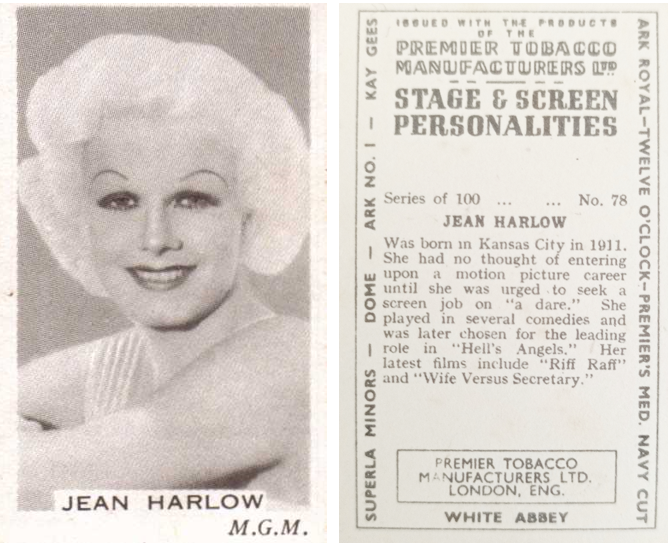 JEAN HARLOW
M.G.M.
ISSUED WITH THE PRODUCTS
OF THE
PREMIER TOBACCO
MANUFACTURERS LTD
STAGE & SCREEN
PERSONALITIES
Series of 100 ... ... No. 78
JEAN HARLOW
Was born in Kansas City in 1911.
She had no thought of entering
upon a motion picture career
until she was urged to seek a
screen job on "a dare." She
played in several comedies and
was later chosen for the leading
role in "Hell's Angels." Her
latest films include "Riff Raff"
and "Wife Versus Secretary."
PREMIER TOBACCO
MANUFACTURERS LTD.
LONDON, ENG.
WHITE ABBEY
SUPERLA MINORS — DOME — ARK NO. 1 — KAY GEES
ARK ROYAL—TWELVE O'CLOCK—PREMIER'S MED. NAVY CUT